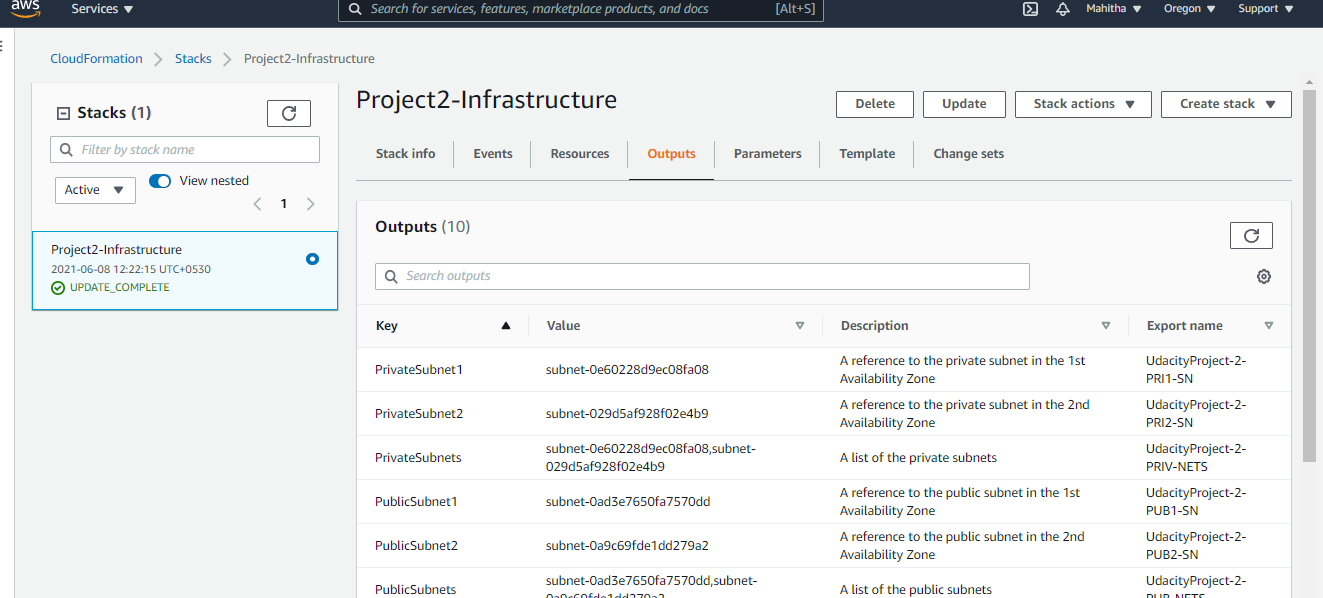 aws
Services
Search for services, features, marketplace products, and docs
[Alt+S]
Mahitha
Oregon
Support
CloudFormation
Stacks
Project2-Infrastructure
Stacks (1)
Filter by stack name
Active
View nested
1
Project2-Infrastructure
2021-06-08 12:22:15 UTC+0530
UPDATE_COMPLETE
Project2-Infrastructure
Delete
Update
Stack actions
Create stack
Stack info
Events
Resources
Outputs
Parameters
Template
Change sets
Outputs (10)
Search outputs
Key
Value
Description
Export name
PrivateSubnet1
subnet-0e60228d9ec08fa08
A reference to the private subnet in the 1st
Availability Zone
UdacityProject-2-
PRI1-SN
PrivateSubnet2
subnet-029d5af928f02e4b9
A reference to the private subnet in the 2nd
Availability Zone
UdacityProject-2-
PRI2-SN
PrivateSubnets
subnet-0e60228d9ec08fa08,subnet-
029d5af928f02e4b9
A list of the private subnets
UdacityProject-2-
PRIV-NETS
PublicSubnet1
subnet-0ad3e7650fa7570dd
A reference to the public subnet in the 1st
Availability Zone
UdacityProject-2-
PUB1-SN
PublicSubnet2
subnet-0a9c69fde1dd279a2
A reference to the public subnet in the 2nd
Availability Zone
UdacityProject-2-
PUB2-SN
PublicSubnets
subnet-0ad3e7650fa7570dd,subnet-
0a9c69fde1dd279a2
A list of the public subnets
UdacityProject-2-
PUB-NETS